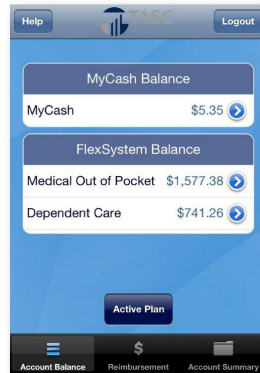 Help TASC Logout
MyCash Balance
MyCash $5.35
FlexSystem Balance
Medical Out of Pocket $1,577.38
Dependent Care $741.26
Active Plan
$
Account Balance Reimbursement Account Summary